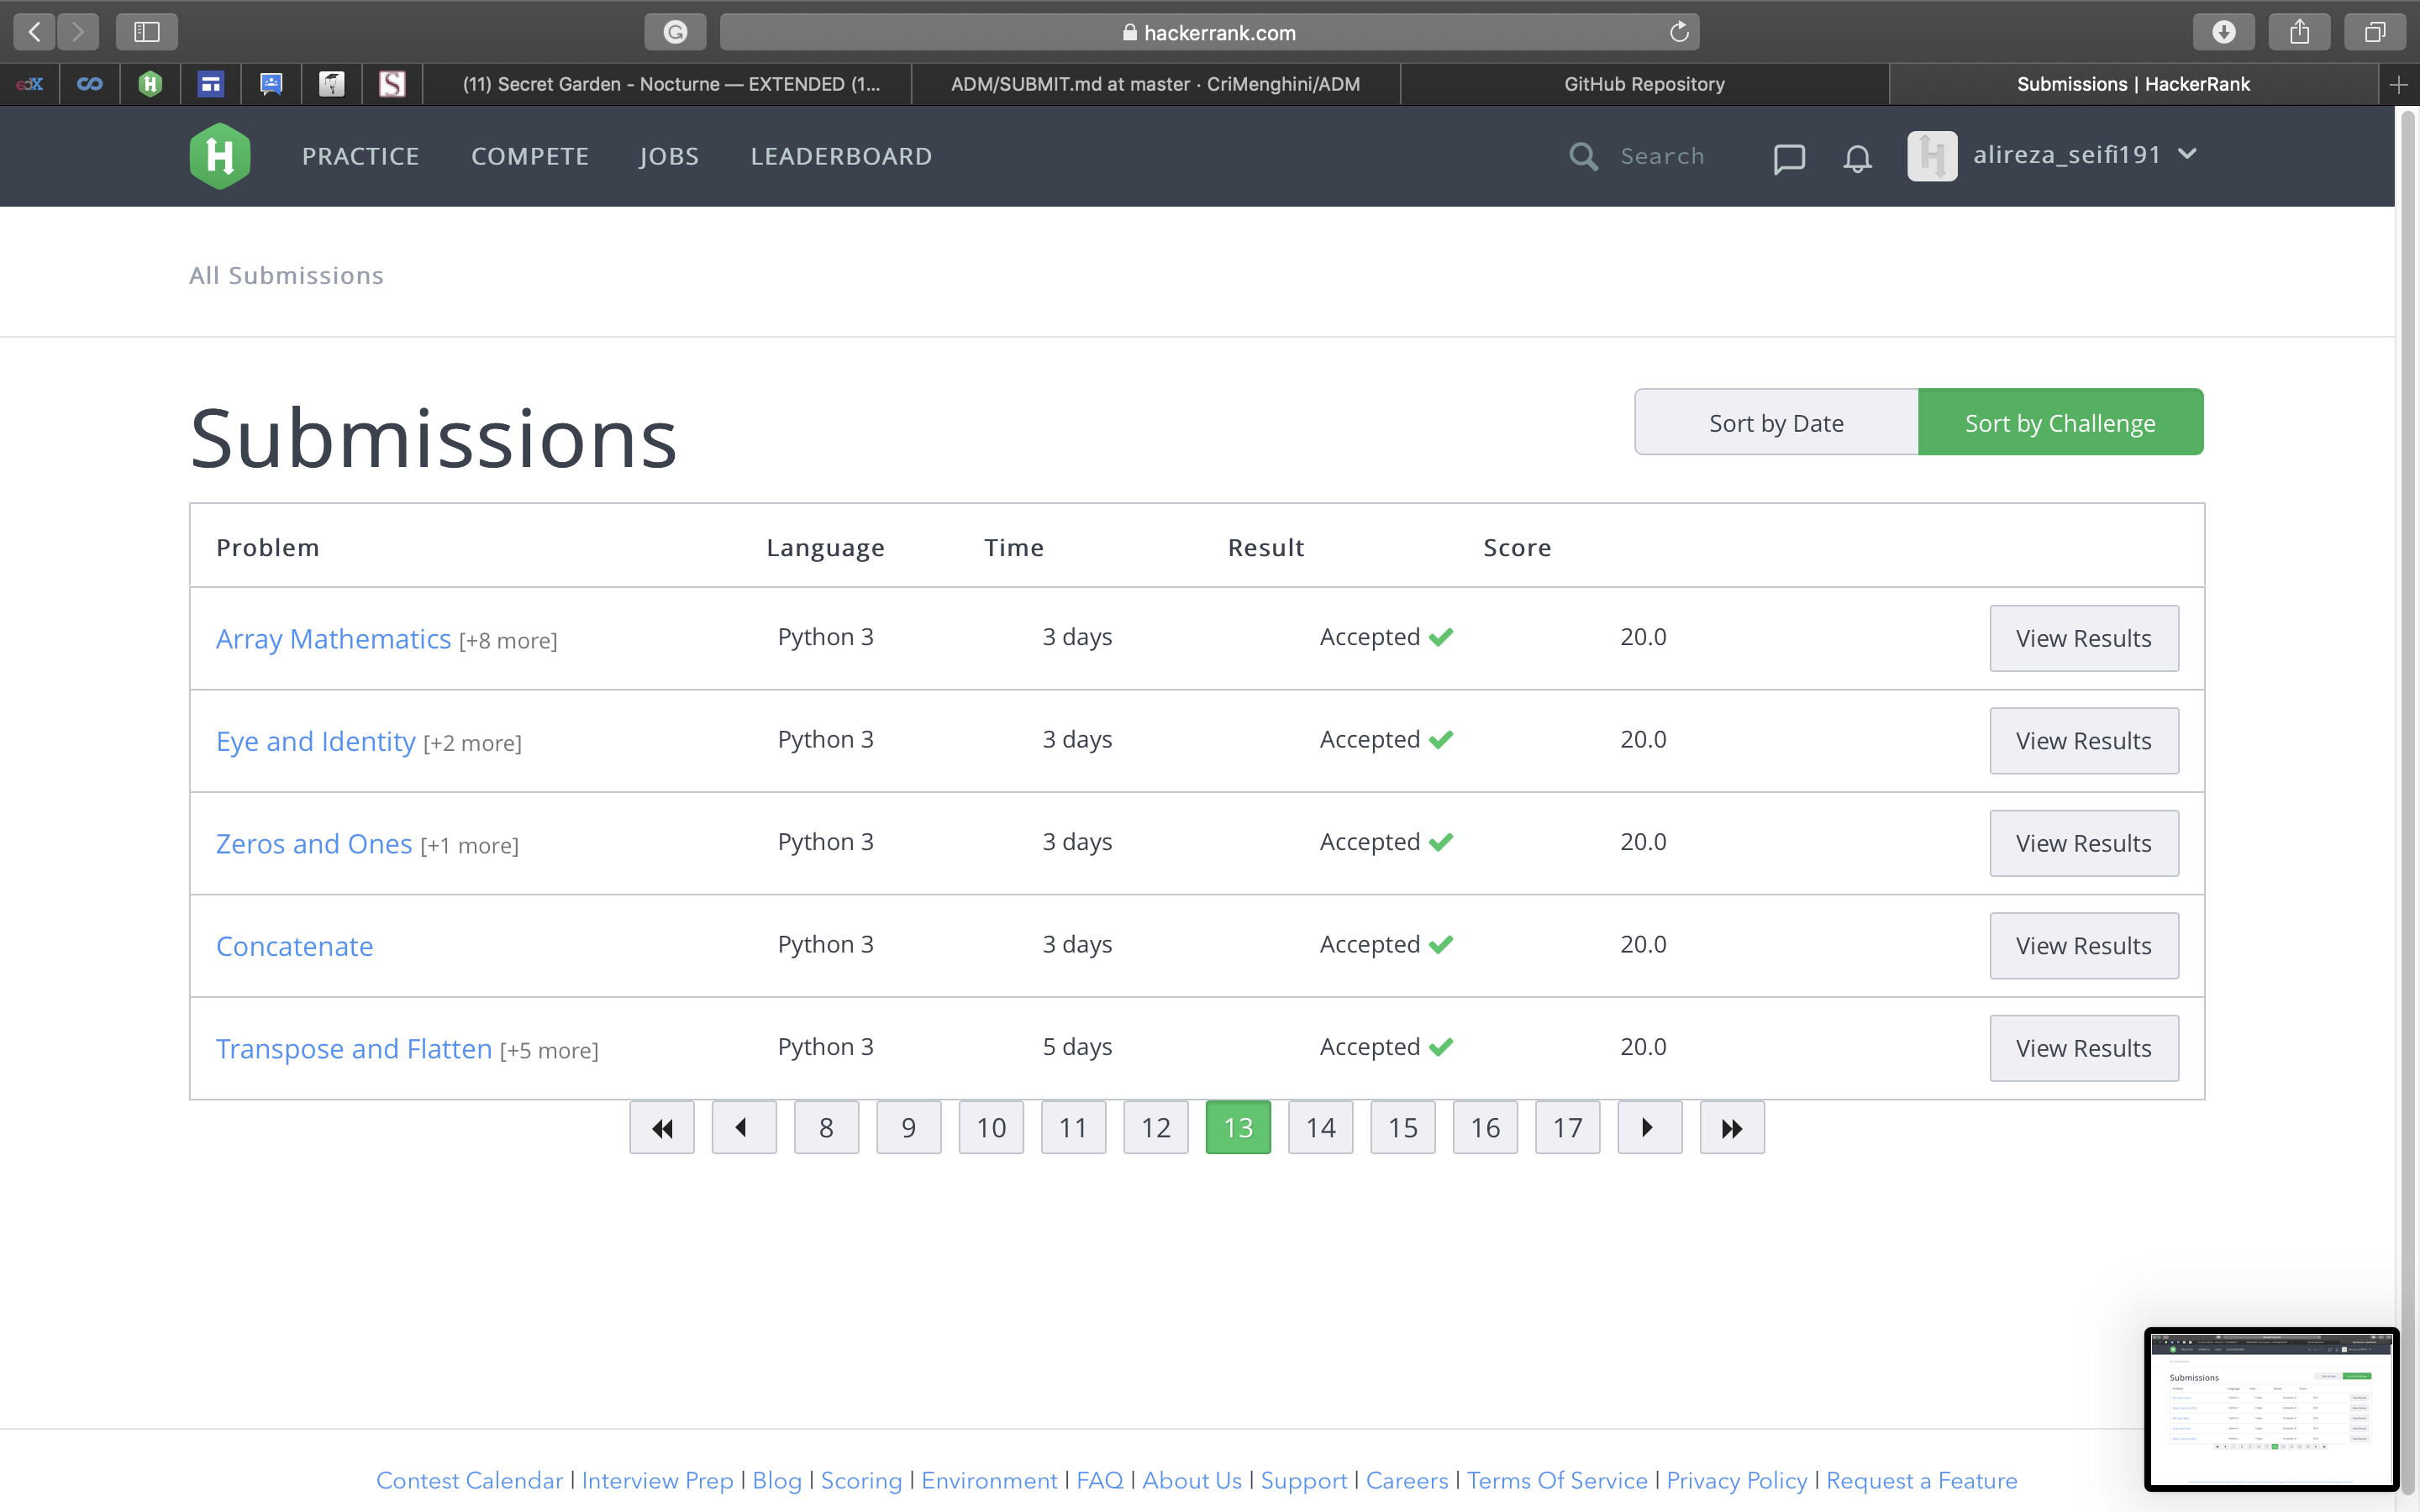 hackerrank.com
(11) Secret Garden - Nocturne — EXTENDED (1...
ADM/SUBMIT.md at master · CriMenghini/ADM
GitHub Repository
Submissions | HackerRank
PRACTICE COMPETE JOBS LEADERBOARD Search alireza_seifi191
All Submissions
Submissions
Sort by Date Sort by Challenge
Problem Language Time Result Score
Array Mathematics [+8 more] Python 3 3 days Accepted 20.0 View Results
Eye and Identity [+2 more] Python 3 3 days Accepted 20.0 View Results
Zeros and Ones [+1 more] Python 3 3 days Accepted 20.0 View Results
Concatenate Python 3 3 days Accepted 20.0 View Results
Transpose and Flatten [+5 more] Python 3 5 days Accepted 20.0 View Results
8 9 10 11 12 13 14 15 16 17
Submissions
Contest Calendar | Interview Prep | Blog | Scoring | Environment | FAQ | About Us | Support | Careers | Terms Of Service | Privacy Policy | Request a Feature